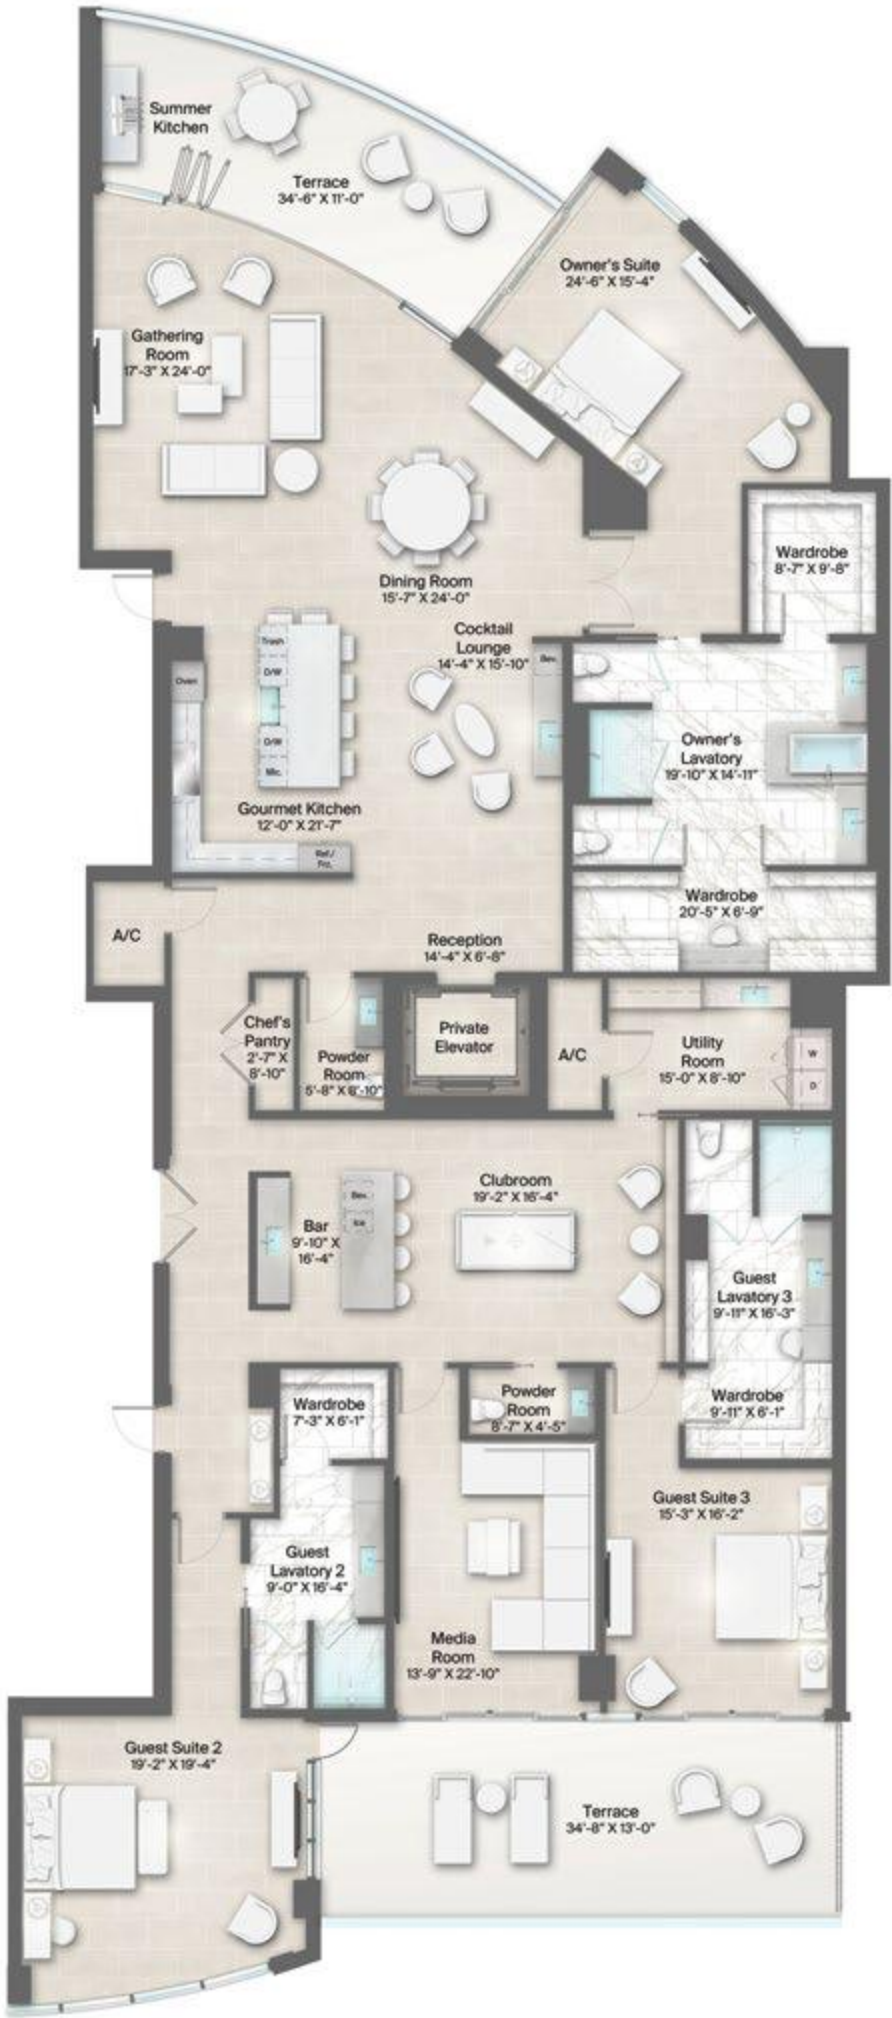 Summer
Kitchen
Terrace
34'-6" X 11'-0"
Owner's Suite
24'-6" X 15'-4"
Gathering
Room
17'-3" X 24'-0"
Wardrobe
8'-7" X 9'-8"
Dining Room
15'-7" X 24'-0"
Cocktail
Lounge
14'-4" X 15'-10"
Trash
Bev.
D/W
Oven
D/W
Mic.
Owner's
Lavatory
19'-10" X 14'-11"
Gourmet Kitchen
12'-0" X 21'-7"
Ref./
Frz.
Wardrobe
20'-5" X 6'-9"
A/C
Reception
14'-4" X 6'-8"
Chef's
Pantry
2'-7" X
8'-10"
Powder
Room
5'-8" X 8'-10"
Private
Elevator
A/C
Utility
Room
15'-0" X 8'-10"
W
D
Clubroom
19'-2" X 16'-4"
Bev.
Ice
Bar
9'-10" X
16'-4"
Guest
Lavatory 3
9'-11" X 16'-3"
Wardrobe
7'-3" X 6'-1"
Powder
Room
8'-7" X 4'-5"
Wardrobe
9'-11" X 6'-1"
Guest Suite 3
15'-3" X 16'-2"
Guest
Lavatory 2
9'-0" X 16'-4"
Media
Room
13'-9" X 22'-10"
Guest Suite 2
19'-2" X 19'-4"
Terrace
34'-8" X 13'-0"